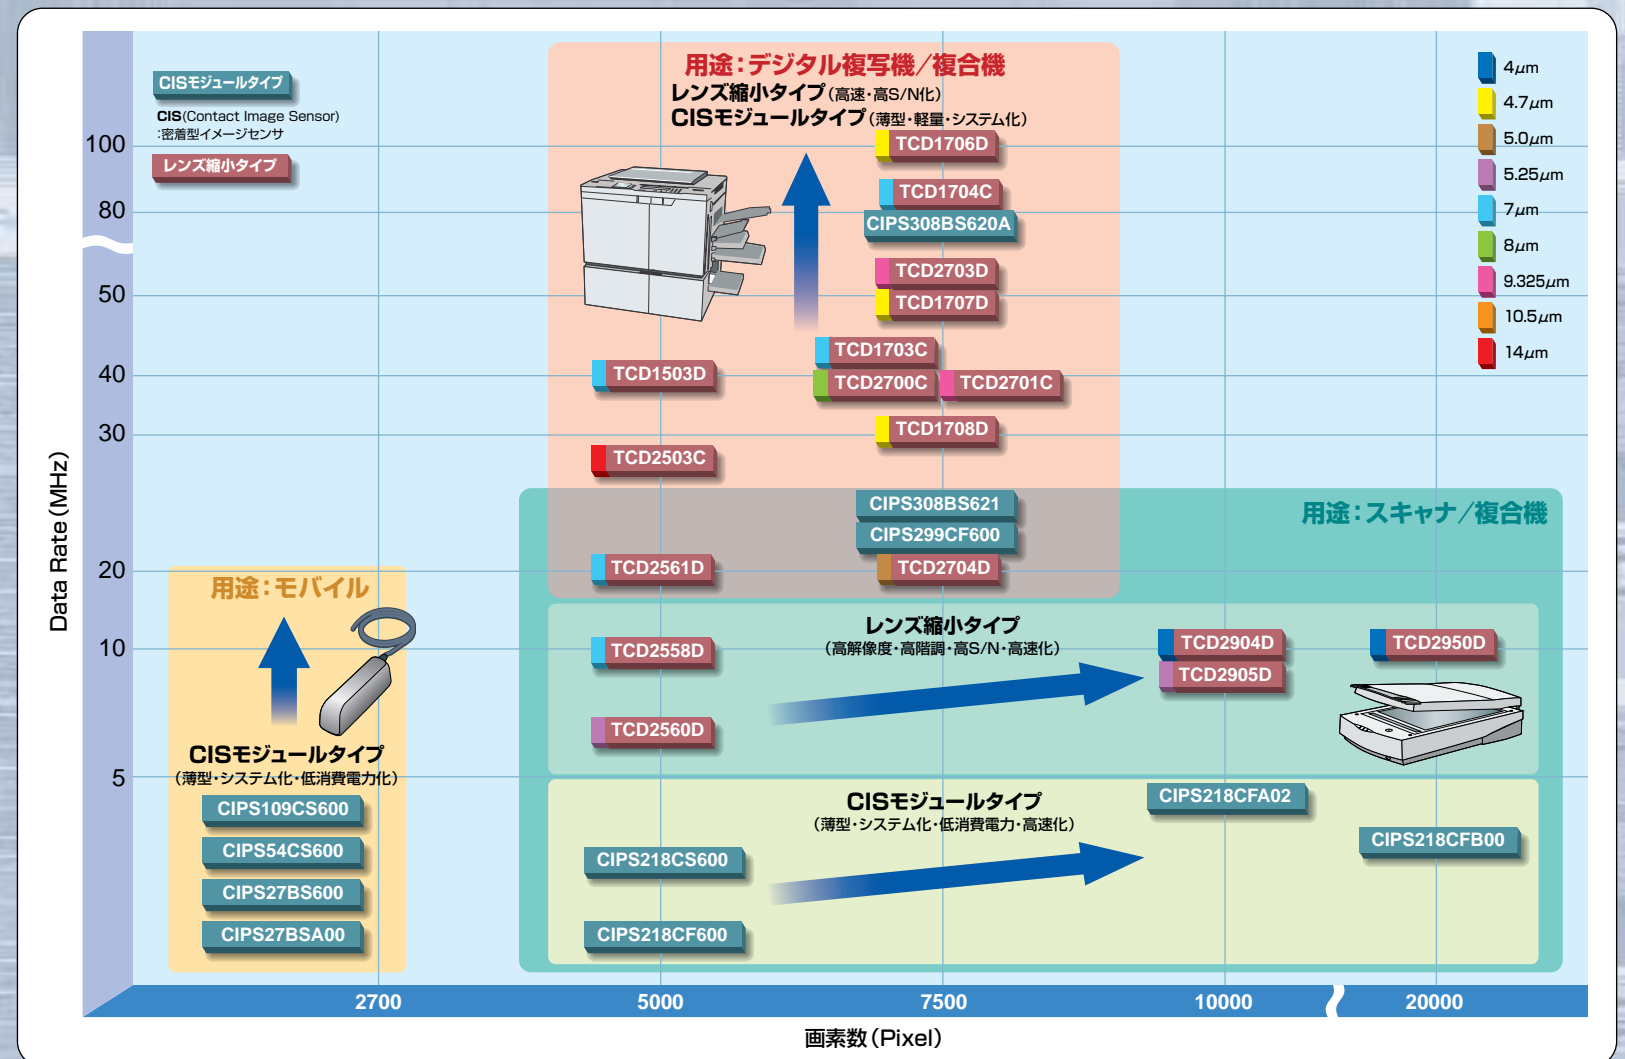 用途：デジタル複写機／複合機
レンズ縮小タイプ（高速・高S/N化）
CISモジュールタイプ（薄型・軽量・システム化）
CISモジュールタイプ
CIS(Contact Image Sensor)
:密着型イメージセンサ
レンズ縮小タイプ
4μm
4.7μm
5.0μm
5.25μm
7μm
8μm
9.325μm
10.5μm
14μm
Data Rate（MHz）
100
80
50
40
30
20
10
5
TCD1706D
TCD1704C
CIPS308BS620A
TCD2703D
TCD1707D
TCD1703C
TCD1503D
TCD2700C
TCD2701C
TCD1708D
TCD2503C
CIPS308BS621
CIPS299CF600
TCD2561D
TCD2704D
用途：スキャナ／複合機
レンズ縮小タイプ
（高解像度・高階調・高S/N・高速化）
TCD2558D
TCD2904D
TCD2950D
TCD2905D
TCD2560D
CISモジュールタイプ
（薄型・システム化・低消費電力・高速化）
CIPS218CFA02
CIPS218CFB00
CIPS218CS600
CIPS218CF600
用途：モバイル
CISモジュールタイプ
（薄型・システム化・低消費電力化）
CIPS109CS600
CIPS54CS600
CIPS27BS600
CIPS27BSA00
2700
5000
7500
10000
20000
画素数（Pixel）